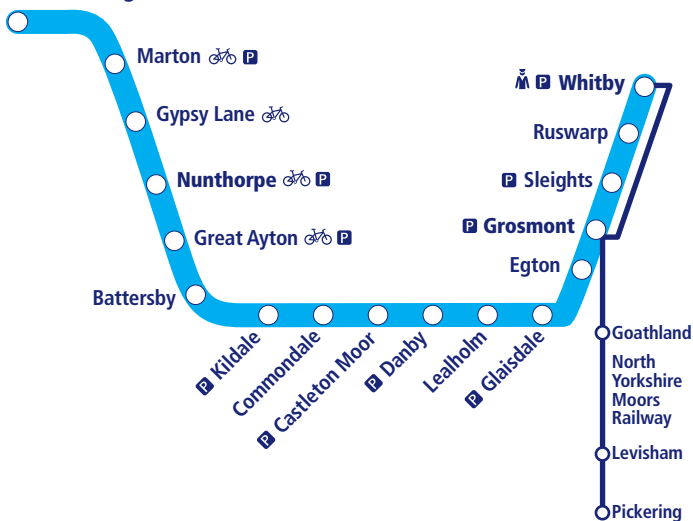 Marton P
Gypsy Lane
Nunthorpe P
Great Ayton P
Battersby
P Kildale
Commondale
P Castleton Moor
P Danby
Lealholm
P Glaisdale
Egton
P Grosmont
P Sleights
Ruswarp
P Whitby
Goathland
North
Yorkshire
Moors
Railway
Levisham
Pickering